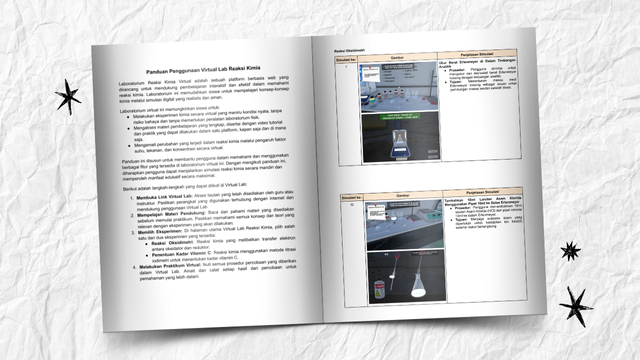 Panduan Penggunaan Virtual Lab Reaksi Kimia
Laboratorium Reaksi Kimia Virtual adalah sebuah platform berbasis web yang
dirancang untuk mendukung pembelajaran interaktif dan efektif dalam memahami
reaksi kimia. Laboratorium ini memudahkan siswa untuk mempelajari konsep-konsep
kimia melalui simulasi digital yang realistis dan aman.
Laboratorium virtual ini memungkinkan siswa untuk:
● Melakukan eksperimen kimia secara virtual yang meniru kondisi nyata, tanpa
risiko bahaya dan tanpa memerlukan peralatan laboratorium fisik.
● Mengakses materi pembelajaran yang lengkap, disertai dengan video tutorial
dan praktik yang dapat dilakukan dalam satu platform, kapan saja dan di mana
saja.
● Mengamati perubahan yang terjadi dalam reaksi kimia melalui pengaruh faktor
suhu, tekanan, dan konsentrasi secara virtual.
Panduan ini disusun untuk membantu pengguna dalam memahami dan menggunakan
berbagai fitur yang tersedia di laboratorium virtual ini. Dengan mengikuti panduan ini,
diharapkan pengguna dapat menjalankan simulasi reaksi kimia secara mandiri dan
memperoleh manfaat edukatif secara maksimal.
Berikut adalah langkah-langkah yang dapat diikuti di Virtual Lab:
1. Membuka Link Virtual Lab: Akses tautan yang telah disediakan oleh guru atau
instruktur. Pastikan perangkat yang digunakan terhubung dengan internet dan
mendukung penggunaan Virtual Lab.
2. Mempelajari Materi Pendukung: Baca dan pahami materi yang disediakan
sebelum memulai praktikum. Pastikan memahami semua konsep dan teori yang
relevan dengan eksperimen yang akan dilakukan.
3. Memilih Eksperimen: Di halaman utama Virtual Lab Reaksi Kimia, pilih salah
satu dari dua eksperimen yang tersedia:
● Reaksi Oksidimetri: Reaksi kimia yang melibatkan transfer elektron
antara oksidator dan reduktor.
● Penentuan Kadar Vitamin C: Reaksi kimia menggunakan metode titrasi
iodimetri untuk menentukan kadar vitamin C.
4. Melakukan Praktikum Virtual: Ikuti semua prosedur percobaan yang diberikan
dalam Virtual Lab. Amati dan catat setiap hasil dari percobaan untuk
pemahaman yang lebih dalam.
Reaksi Oksidimetri
Simulasi ke- Gambar Penjelasan Simulasi
1
Ukur Berat Erlenmeyer di Dalam Timbangan
Analitik
● Prosedur: Pengguna diminta untuk
● Tujuan:
Simulasi ke- Gambar Penjelasan Simulasi
10
Tambahkan 10ml Larutan Asam Klorida
Menggunakan Pipet 10ml ke Dalam Erlenmeyer
● Prosedur: Pengguna menambahkan 10ml
● Tujuan: